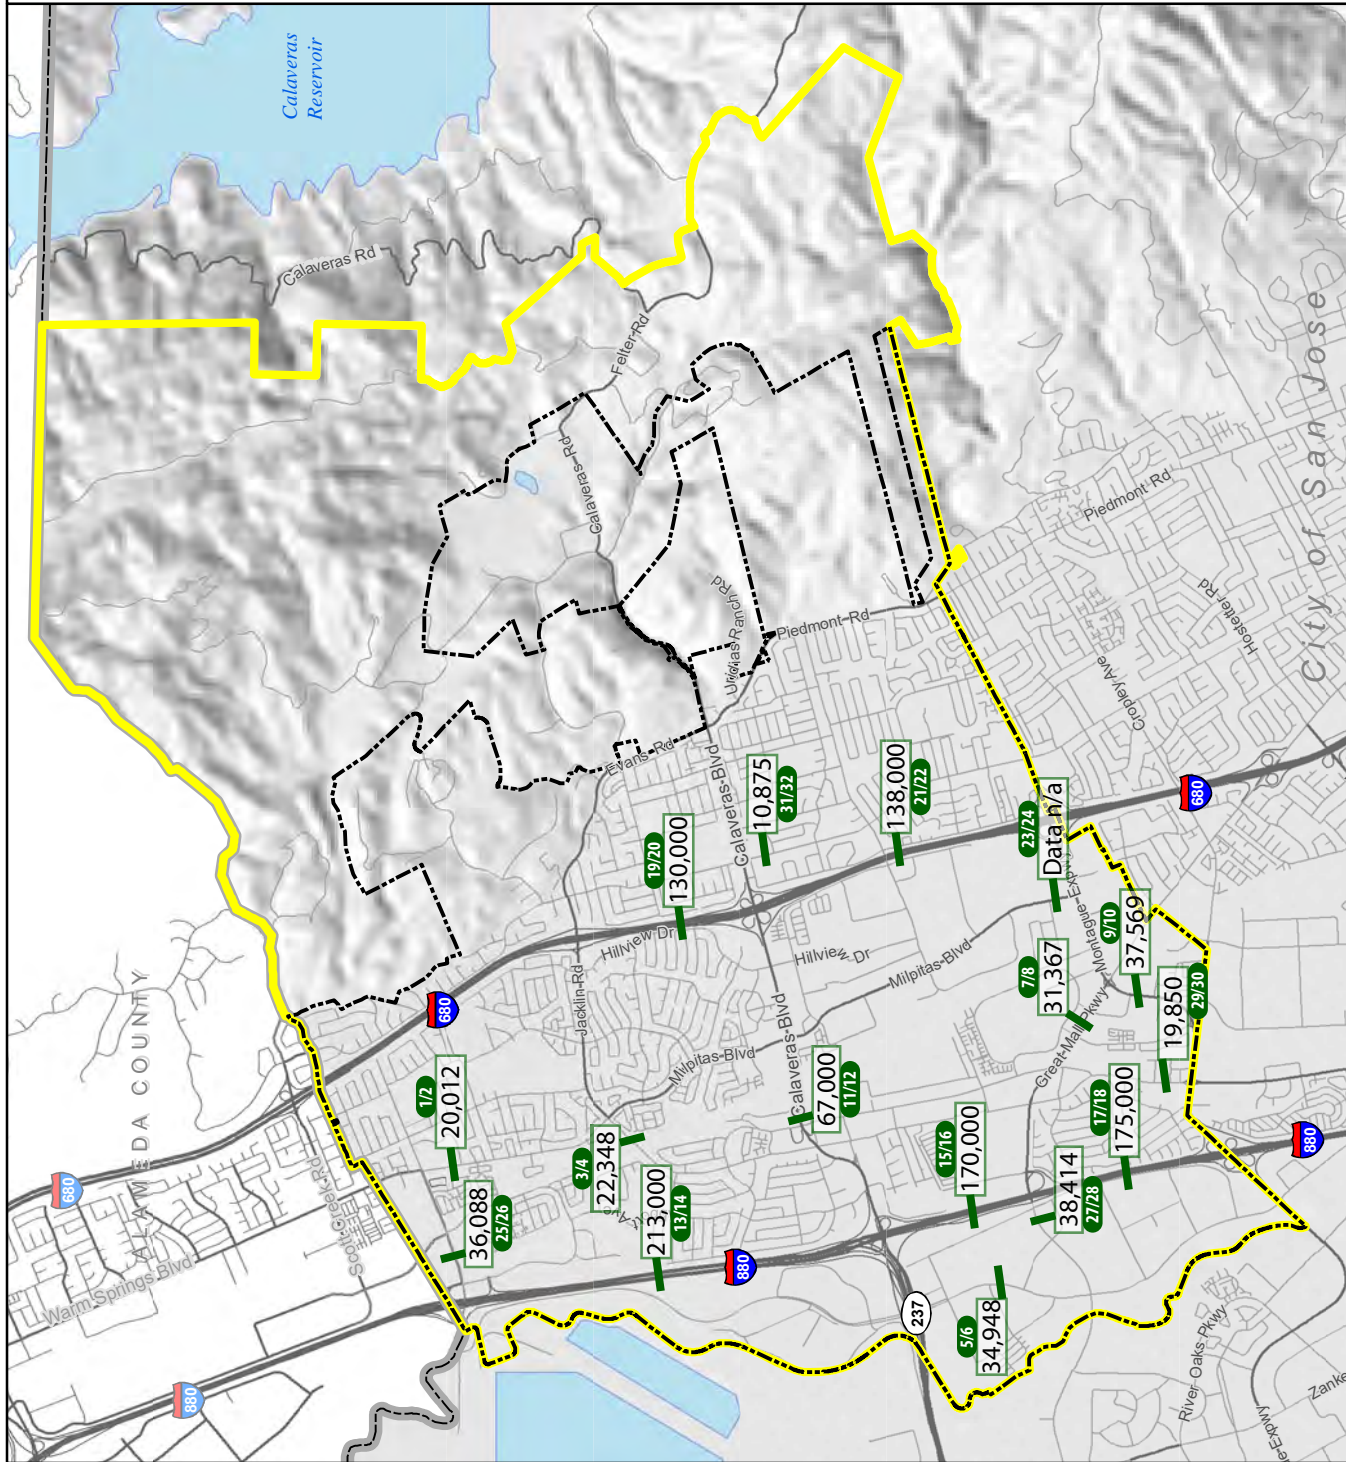 Calaveras
Reservoir
Calaveras Rd
Felter Rd
Calaveras Rd
Piedmont Rd
City of San Jose
Urideas Ranch Rd
Piedmont Rd
Hostetter Rd
Cropley Ave
Evans Rd
Calaveras Blvd
10,875
31/32
138,000
21/22
680
19/20
130,000
23/24
Data n/a
Montague Expwy
Hillview Dr
Hillview Dr
Milpitas Blvd
9/10
37,569
7/8
31,367
680
Jacklin Rd
Great Mall Pkwy
19,850
29/30
ALAMEDA COUNTY
Milpitas Blvd
Calaveras Blvd
1/2
20,012
67,000
11/12
17/18
175,000
15/16
170,000
880
680
3/4
22,348
38,414
27/28
Scott Creek Rd
36,088
25/26
213,000
13/14
880
Warm Springs Blvd
237
5/6
34,948
River Oaks Pkwy
880
Zanke
e Expwy